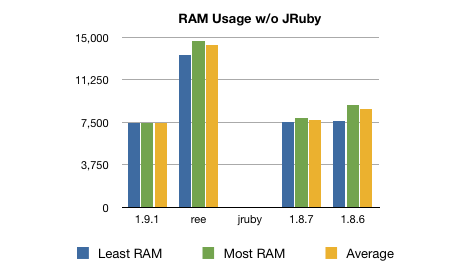 RAM Usage w/o JRuby
15,000
11,250
7,500
3,750
0
1.9.1 ree jruby 1.8.7 1.8.6
Least RAM Most RAM Average